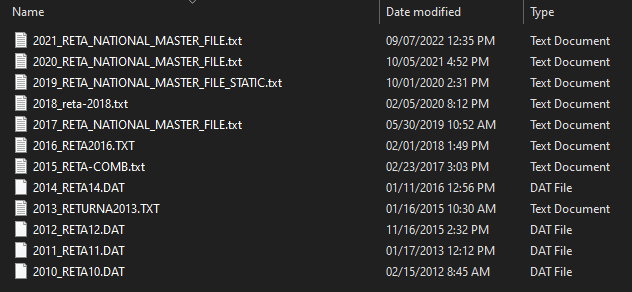 Name Date modified Type
2021_RETA_NATIONAL_MASTER_FILE.txt 09/07/2022 12:35 PM Text Document
2020_RETA_NATIONAL_MASTER_FILE.txt 10/05/2021 4:52 PM Text Document
2019_RETA_NATIONAL_MASTER_FILE_STATIC.txt 10/01/2020 2:31 PM Text Document
2018_reta-2018.txt 02/05/2020 8:12 PM Text Document
2017_RETA_NATIONAL_MASTER_FILE.txt 05/30/2019 10:52 AM Text Document
2016_RETA2016.TXT 02/01/2018 1:49 PM Text Document
2015_RETA-COMB.txt 02/23/2017 3:03 PM Text Document
2014_RETA14.DAT 01/11/2016 12:56 PM DAT File
2013_RETURNA2013.TXT 01/16/2015 10:30 AM Text Document
2012_RETA12.DAT 11/16/2015 2:32 PM DAT File
2011_RETA11.DAT 01/17/2013 12:12 PM DAT File
2010_RETA10.DAT 02/15/2012 8:45 AM DAT File